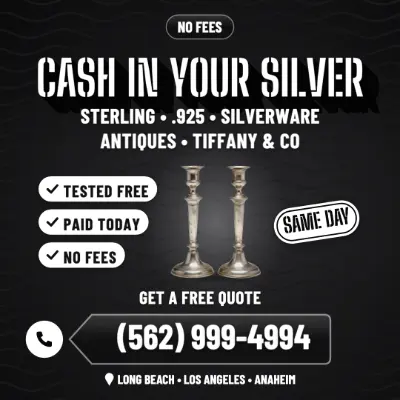 NO FEES
CASH IN YOUR SILVER
STERLING • .925 • SILVERWARE
ANTIQUES • TIFFANY & CO
TESTED FREE
PAID TODAY
NO FEES
SAME DAY
GET A FREE QUOTE
(562) 999-4994
LONG BEACH • LOS ANGELES • ANAHEIM